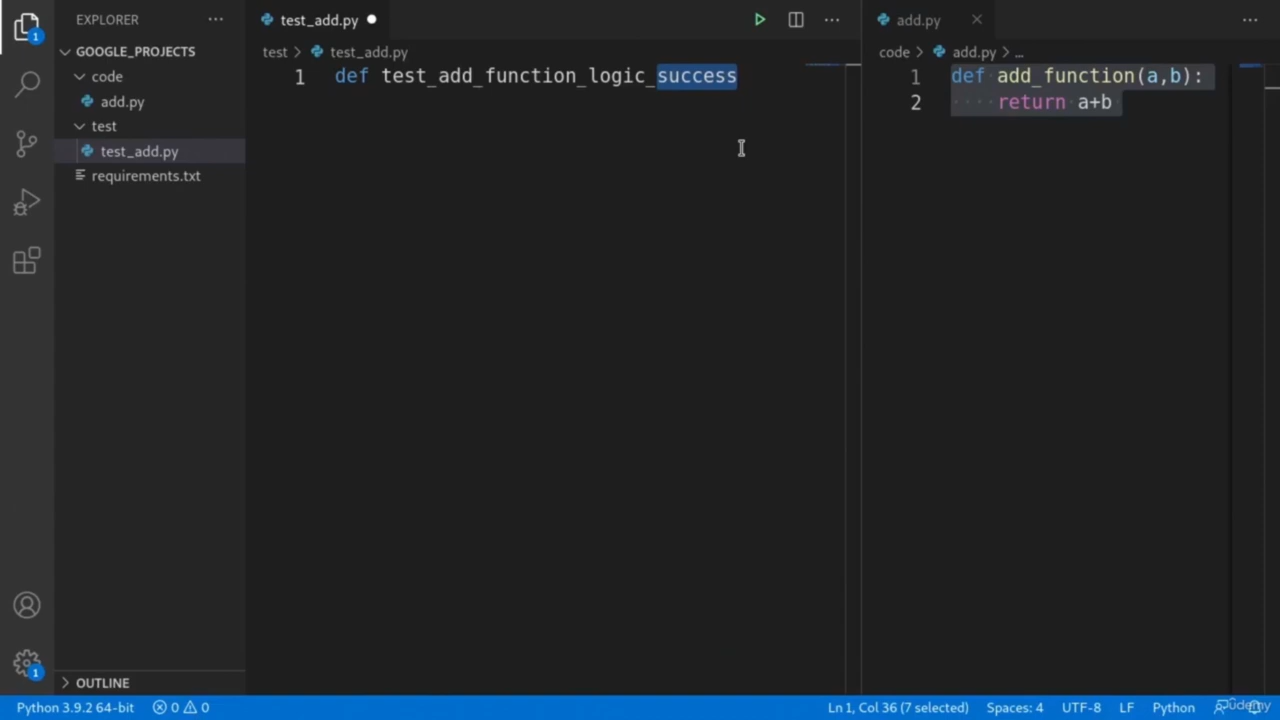 EXPLORER
GOOGLE_PROJECTS
code
add.py
test
test_add.py
requirements.txt
OUTLINE
test_add.py
test > test_add.py
1 def test_add_function_logic_success
add.py
code > add.py > ...
1 def add_function(a,b):
2 ····return a+b
1
1
Python 3.9.2 64-bit 0 0 Ln 1, Col 36 (7 selected) Spaces: 4 UTF-8 LF Python
Udemy